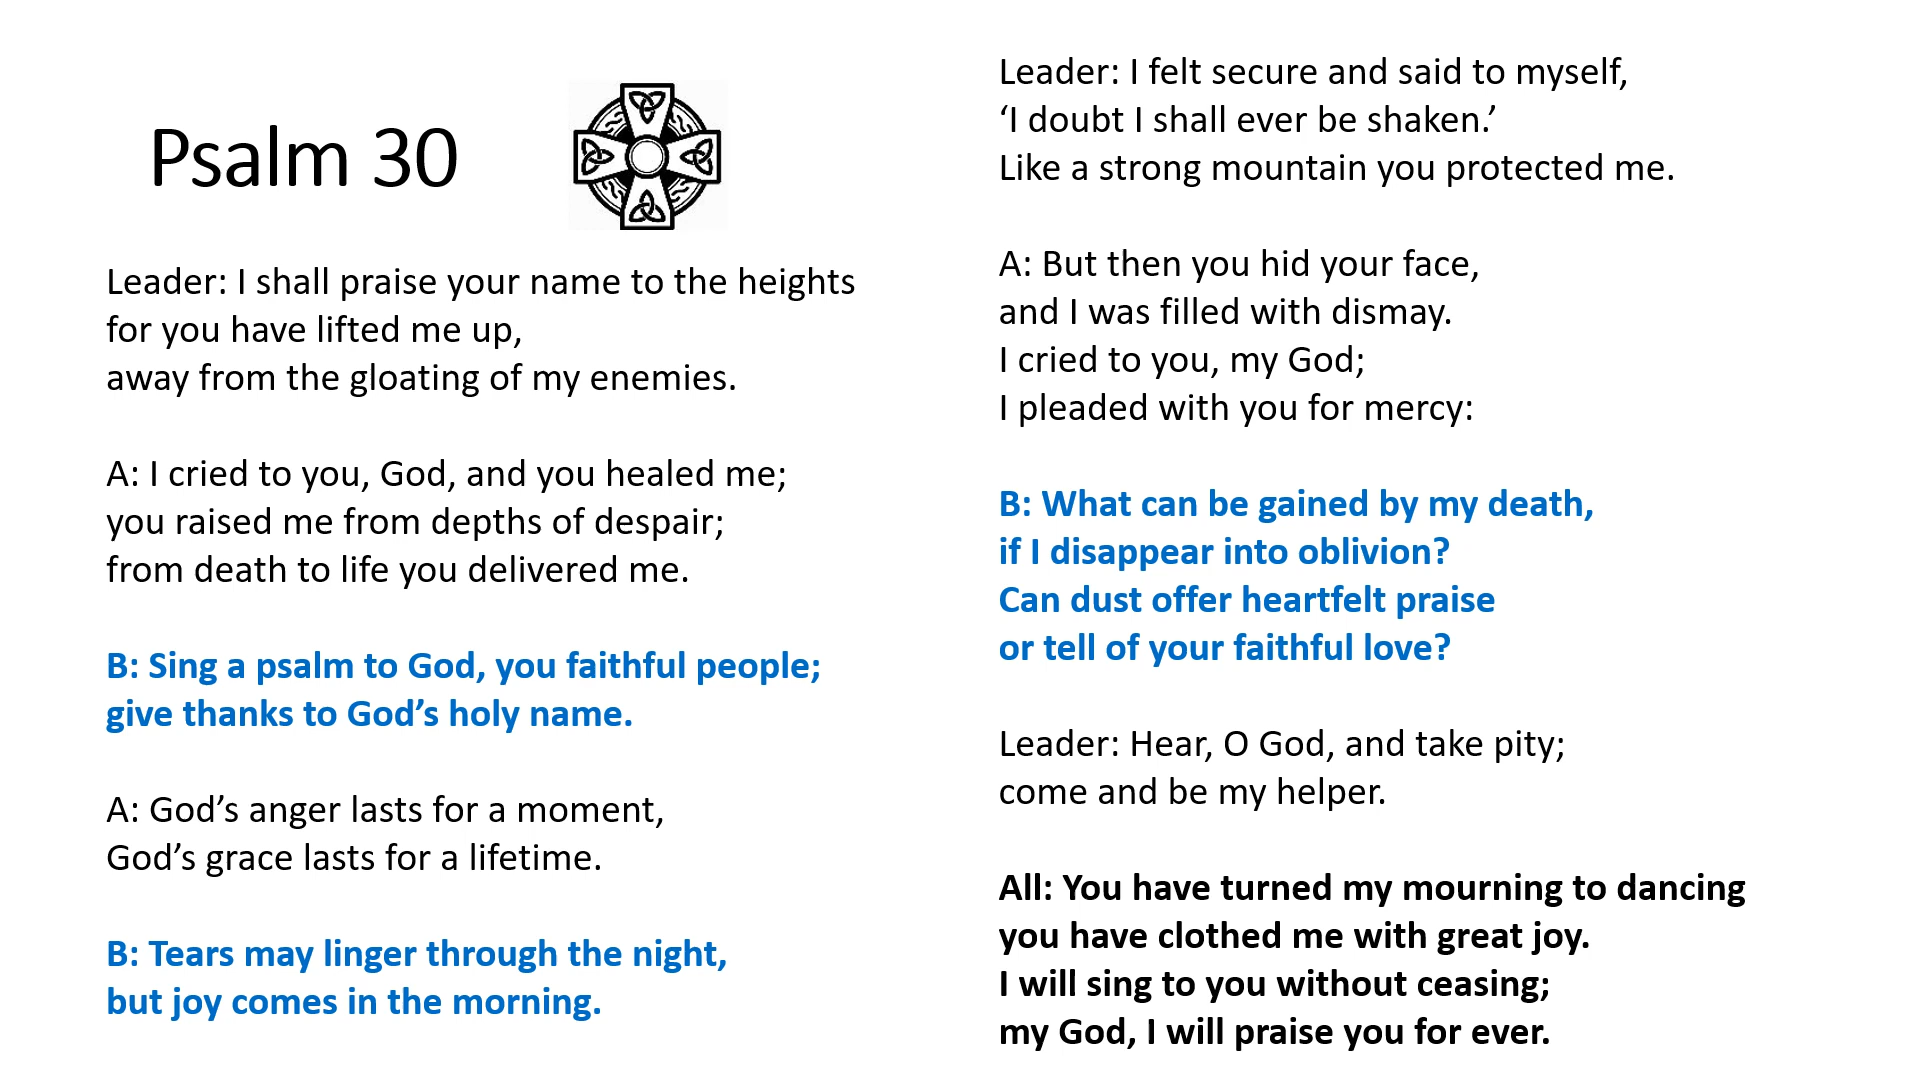 Psalm 30
Leader: I shall praise your name to the heights
for you have lifted me up,
away from the gloating of my enemies.
A: I cried to you, God, and you healed me;
you raised me from depths of despair;
from death to life you delivered me.
B: Sing a psalm to God, you faithful people;
give thanks to God’s holy name.
A: God’s anger lasts for a moment,
God’s grace lasts for a lifetime.
B: Tears may linger through the night,
but joy comes in the morning.
Leader: I felt secure and said to myself,
‘I doubt I shall ever be shaken.’
Like a strong mountain you protected me.
A: But then you hid your face,
and I was filled with dismay.
I cried to you, my God;
I pleaded with you for mercy:
B: What can be gained by my death,
if I disappear into oblivion?
Can dust offer heartfelt praise
or tell of your faithful love?
Leader: Hear, O God, and take pity;
come and be my helper.
All: You have turned my mourning to dancing
you have clothed me with great joy.
I will sing to you without ceasing;
my God, I will praise you for ever.